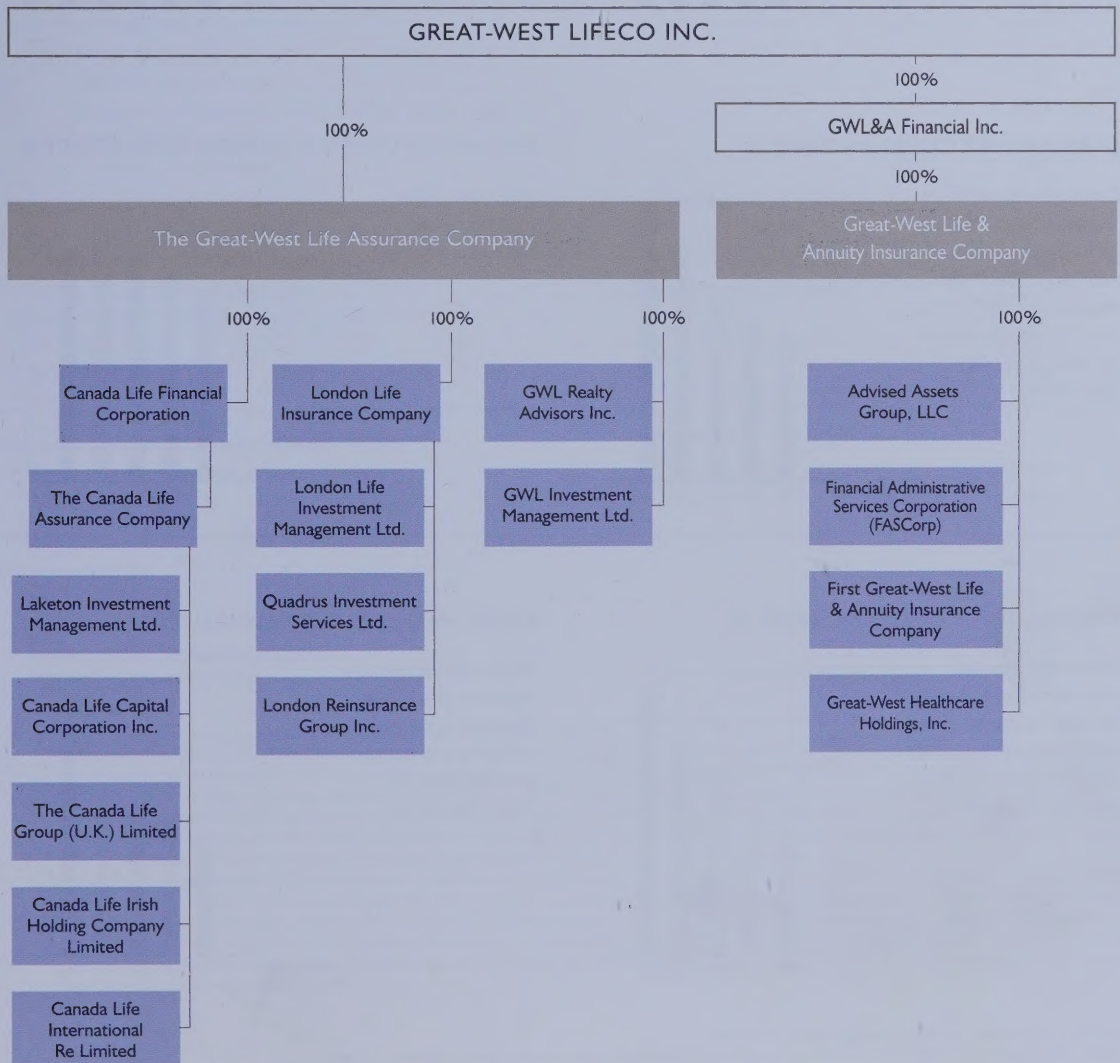 GREAT-WEST LIFECO INC.
100%
100%
GWL&A Financial Inc.
100%
The Great-West Life Assurance Company
Great-West Life &
Annuity Insurance Company
100%
100%
100%
100%
Canada Life Financial
Corporation
The Canada Life
Assurance Company
Laketon Investment
Management Ltd.
Canada Life Capital
Corporation Inc.
The Canada Life
Group (U.K.) Limited
Canada Life Irish
Holding Company
Limited
Canada Life
International
Re Limited
London Life
Insurance Company
London Life
Investment
Management Ltd.
Quadrus Investment
Services Ltd.
London Reinsurance
Group Inc.
GWL Realty
Advisors Inc.
GWL Investment
Management Ltd.
Advised Assets
Group, LLC
Financial Administrative
Services Corporation
(FASCorp)
First Great-West Life
& Annuity Insurance
Company
Great-West Healthcare
Holdings, Inc.